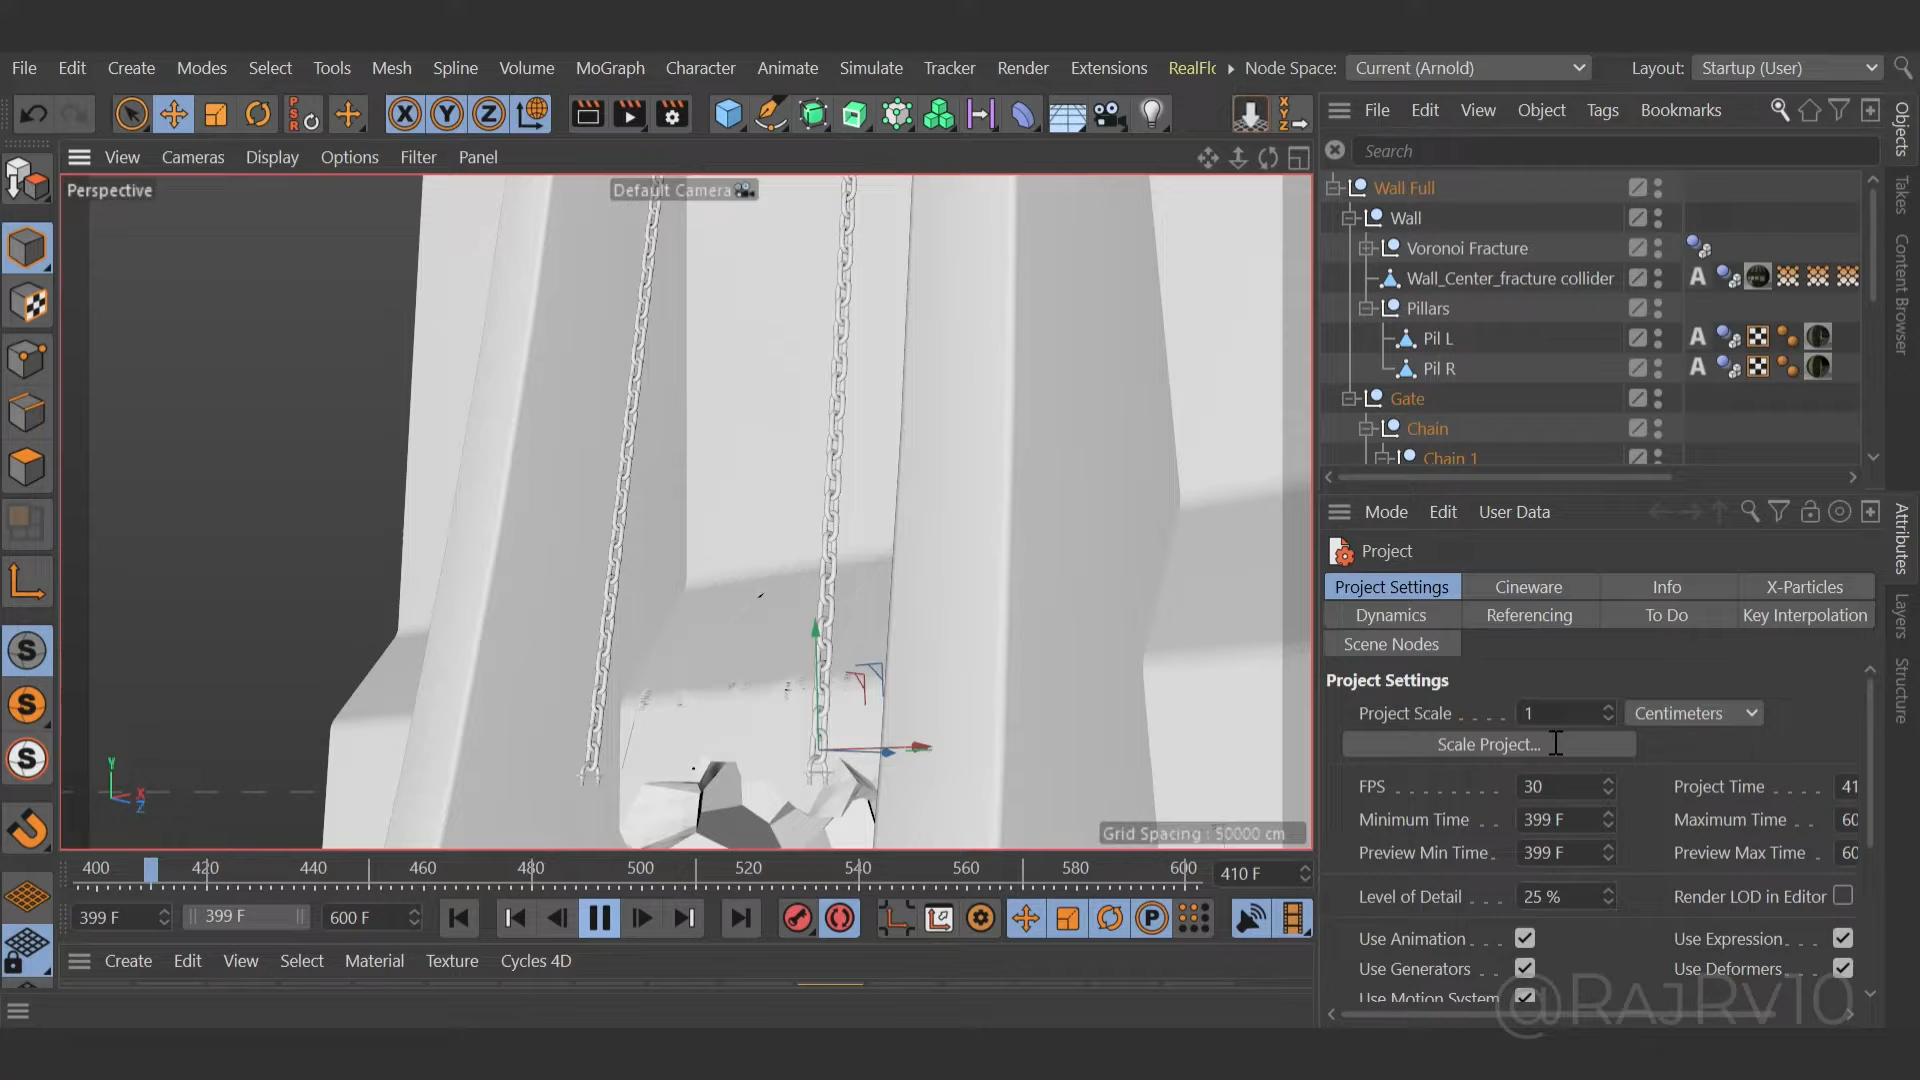 File Edit Create Modes Select Tools Mesh Spline Volume MoGraph Character Animate Simulate Tracker Render Extensions RealFlc Node Space: Current (Arnold) Layout: Startup (User)
PSR X Y Z XYZ File Edit View Object Tags Bookmarks
View Cameras Display Options Filter Panel
Search
Perspective Default Camera
Wall Full
Wall
Voronoi Fracture
Wall_Center_fracture collider
Pillars
Pil L
Pil R
Gate
Chain
Chain 1
Objects
Takes
Content Browser
Mode Edit User Data
Attributes
Layers
Structure
Project
Project Settings Cineware Info X-Particles
Dynamics Referencing To Do Key Interpolation
Scene Nodes
Project Settings
Project Scale 1 Centimeters
Scale Project...
FPS 30 Project Time 41
Minimum Time 399 F Maximum Time 60
Preview Min Time 399 F Preview Max Time 60
Level of Detail 25 % Render LOD in Editor
Use Animation Use Expression
Use Generators Use Deformers
Use Motion System
Y X Z
Grid Spacing : 50000 cm
400 420 440 460 480 500 520 540 560 580 600 410 F
399 F 399 F 600 F
Create Edit View Select Material Texture Cycles 4D
@RajRv10